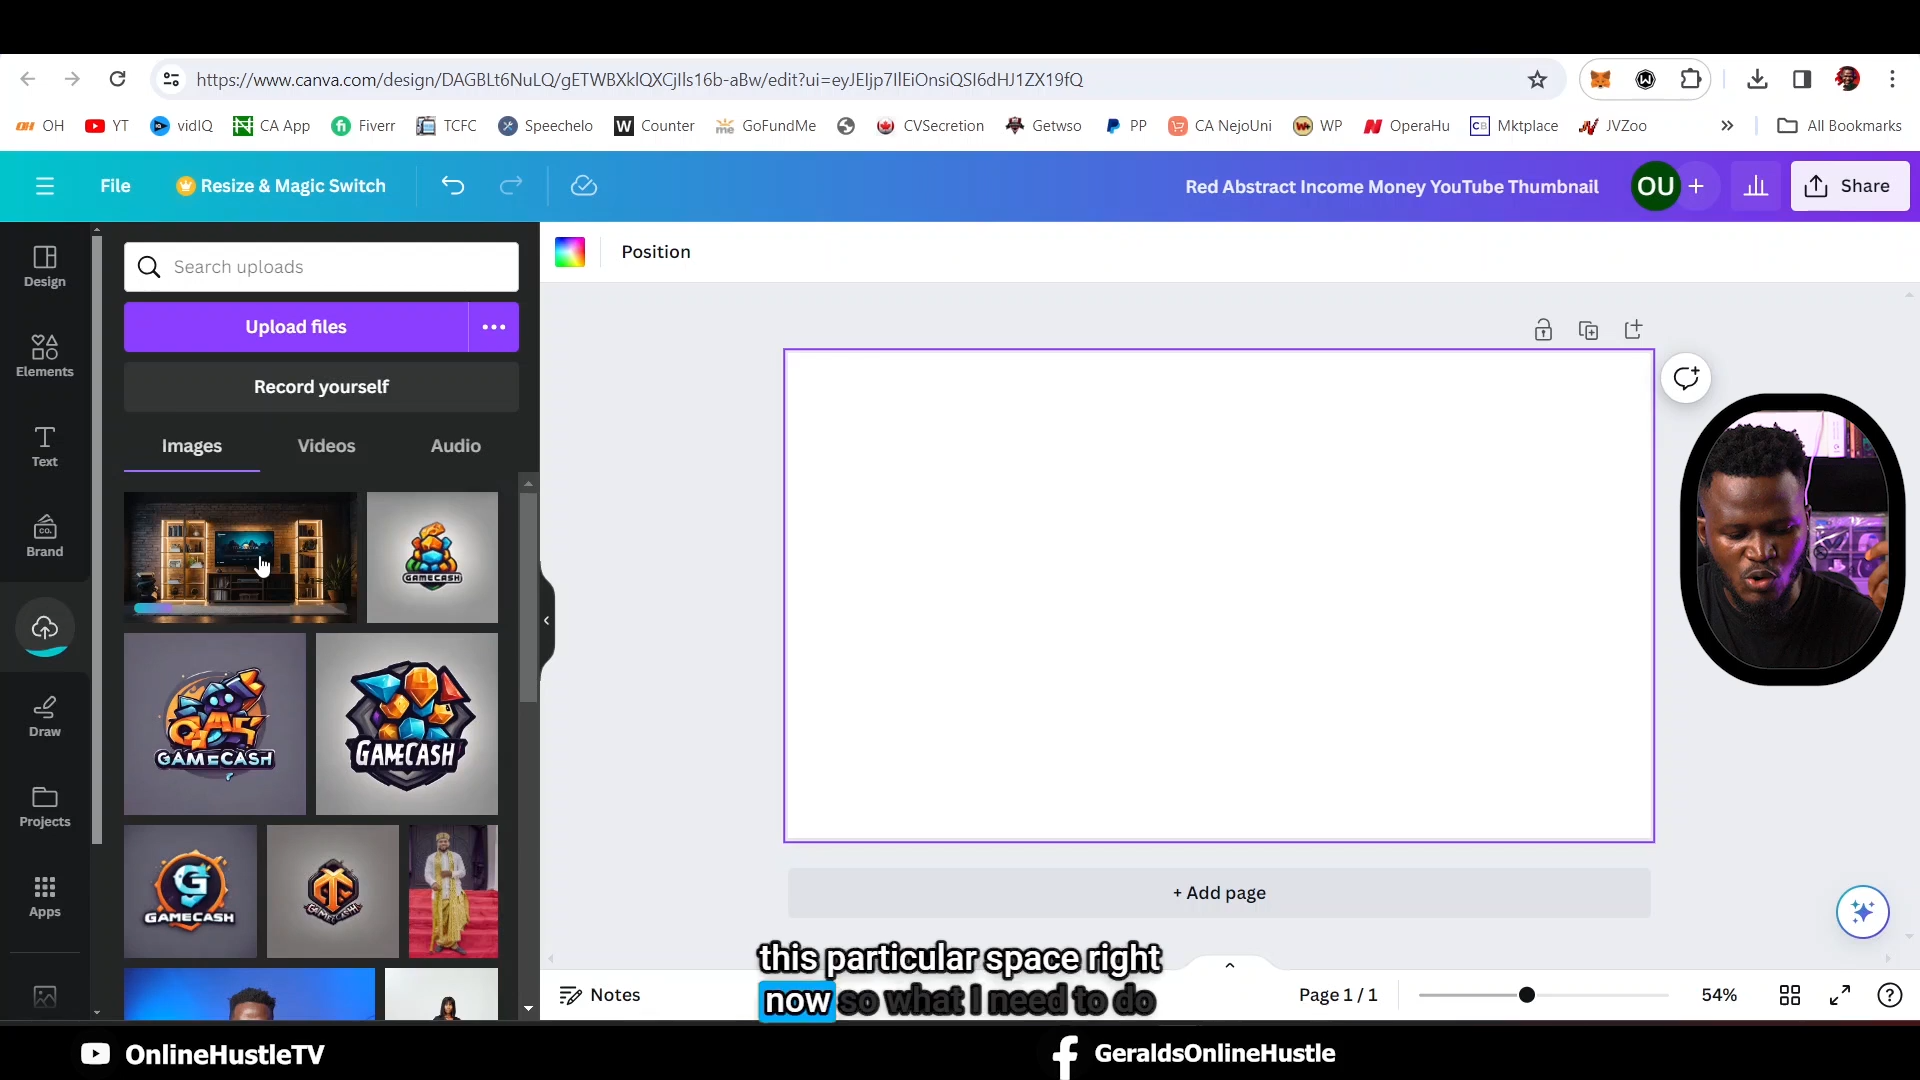 https://www.canva.com/design/DAGBLt6NuLQ/gETWBXklQXCjIls16b-aBw/edit?ui=eyJEIjp7IlEiOnsiQSI6dHJ1ZX19fQ
OH
YT
vidIQ
CA App
Fiverr
TCFC
Speechelo
W Counter
GoFundMe
CVSecretion
Getwso
PP
CA NejoUni
WP
OperaHu
CB Mktplace
JVZoo
All Bookmarks
File
Resize & Magic Switch
Red Abstract Income Money YouTube Thumbnail
OU
Share
Design
Elements
Text
Brand
Draw
Projects
Apps
Search uploads
Upload files
Record yourself
Images
Videos
Audio
GAMECASH
GAMECASH
GAMECASH
GAMECASH
Position
+ Add page
this particular space right
now so what I need to do
Notes
Page 1 / 1
54%
OnlineHustleTV
GeraldsOnlineHustle